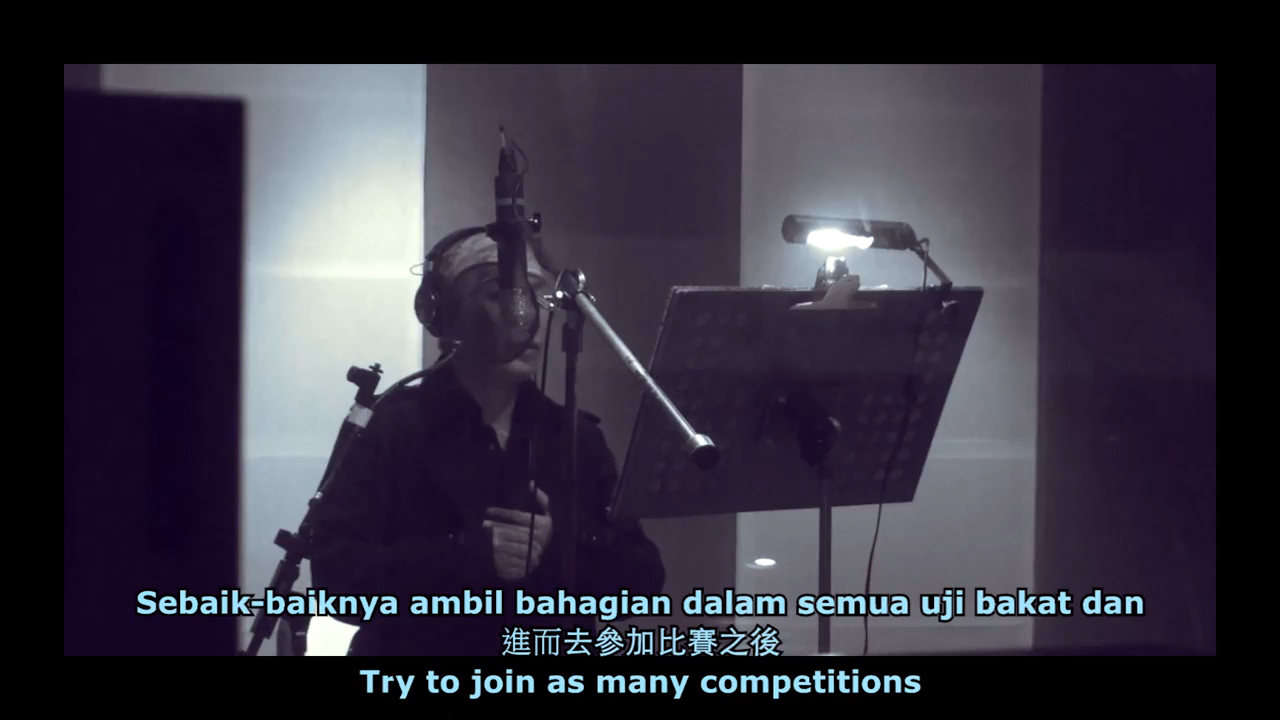 Sebaik-baiknya ambil bahagian dalam semua uji bakat dan
進而去參加比賽之後
Try to join as many competitions